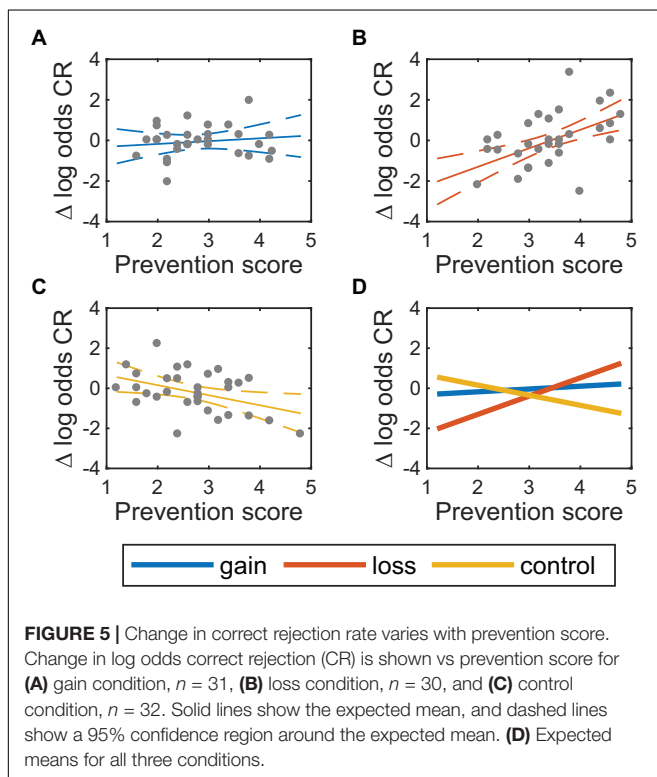 A
B
4
2
0
-2
-4
Δ log odds CR
1 2 3 4 5
Prevention score
4
2
0
-2
-4
Δ log odds CR
1 2 3 4 5
Prevention score
C
D
4
2
0
-2
-4
Δ log odds CR
1 2 3 4 5
Prevention score
4
2
0
-2
-4
Δ log odds CR
1 2 3 4 5
Prevention score
gain loss control
FIGURE 5 | Change in correct rejection rate varies with prevention score.
Change in log odds correct rejection (CR) is shown vs prevention score for
(A) gain condition, n = 31, (B) loss condition, n = 30, and (C) control
condition, n = 32. Solid lines show the expected mean, and dashed lines
show a 95% confidence region around the expected mean. (D) Expected
means for all three conditions.